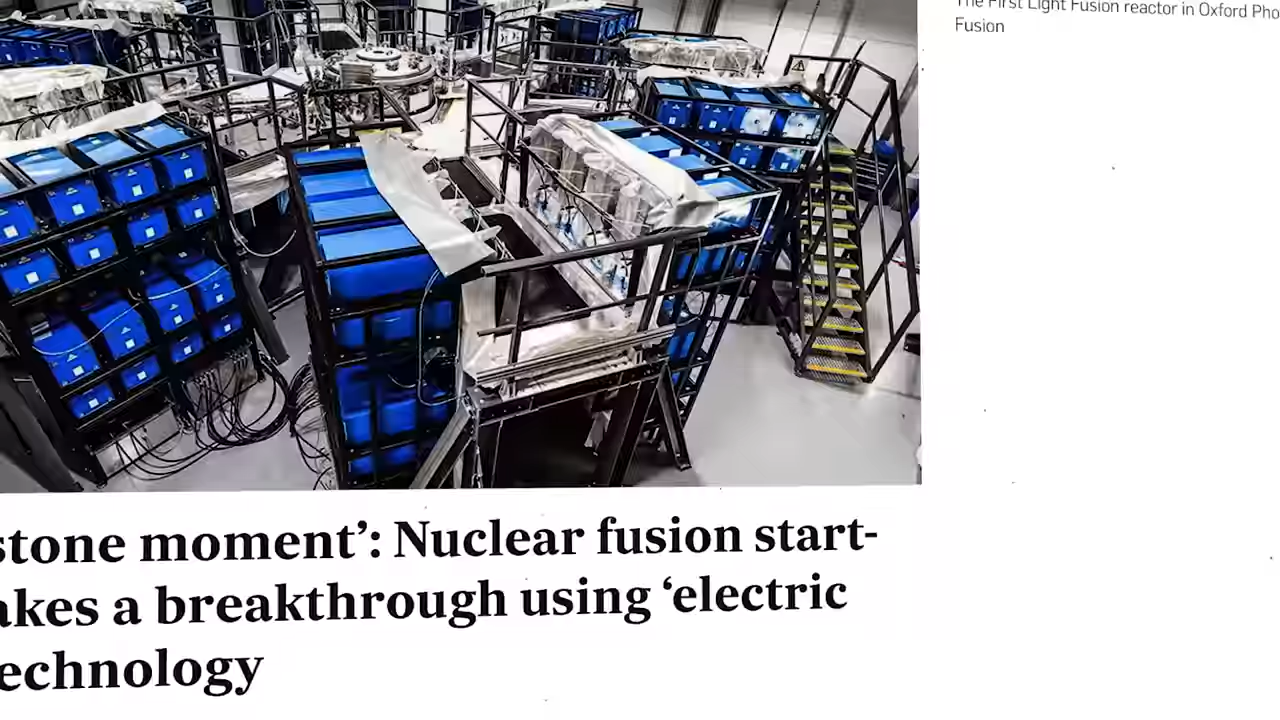 The First Light Fusion reactor in Oxford Pho
Fusion
stone moment’: Nuclear fusion start-
akes a breakthrough using ‘electric
echnology